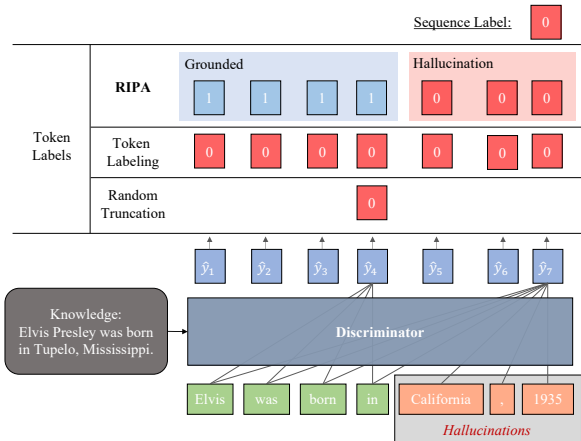 Sequence Label: 0
Grounded Hallucination
RIPA 1 1 1 1 0 0 0
Token Labels
Token Labeling 0 0 0 0 0 0 0
Random Truncation 0
ŷ₁ ŷ₂ ŷ₃ ŷ₄ ŷ₅ ŷ₆ ŷ₇
Knowledge:
Elvis Presley was born
in Tupelo, Mississippi.
Discriminator
Elvis was born in California , 1935
Hallucinations